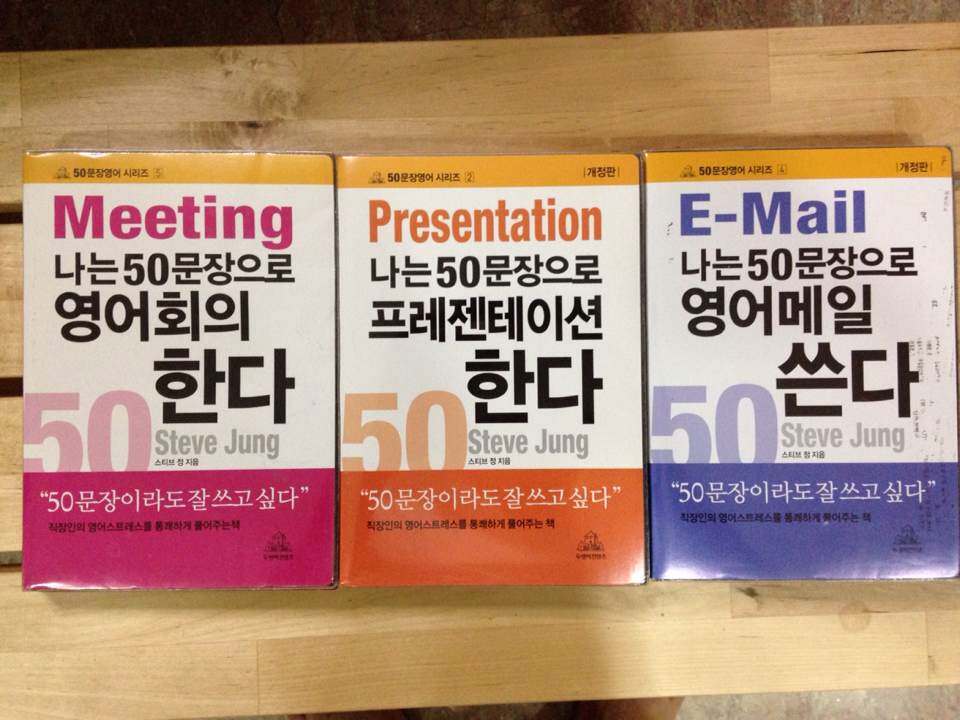 50문장영어 시리즈 5
Meeting
나는 50문장으로
영어회의
한다
50
Steve Jung
스티브 정 지음
“50문장이라도 잘 쓰고 싶다”
직장인의 영어스트레스를 통쾌하게 풀어주는 책
50문장영어 시리즈 2
|개정판|
Presentation
나는 50문장으로
프레젠테이션
한다
50
Steve Jung
스티브 정 지음
“50문장이라도 잘 쓰고 싶다”
직장인의 영어스트레스를 통쾌하게 풀어주는 책
50문장영어 시리즈 4
|개정판|
E-Mail
나는 50문장으로
영어메일
쓴다
50
Steve Jung
스티브 정 지음
“50문장이라도 잘 쓰고 싶다”
직장인의 영어스트레스를 통쾌하게 풀어주는 책